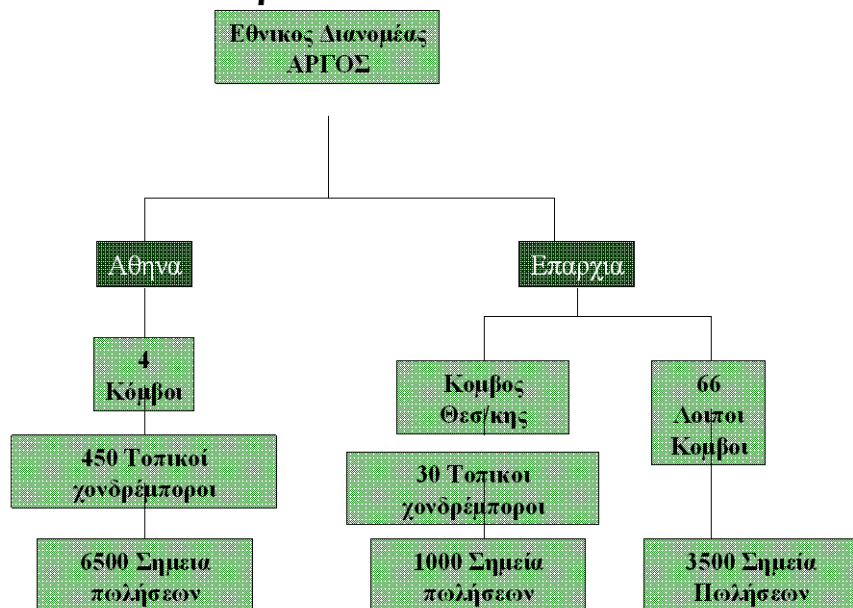 Εθνικος Διανομέας
ΑΡΓΟΣ
Αθηνα
Επαρχια
4
Κόμβοι
Κομβος
Θεσ/κης
66
Λοιποι
Κομβοι
450 Τοπικοί
χονδρέμποροι
30 Τοπικοι
χονδρέμποροι
6500 Σημεια
πωλήσεων
1000 Σημεία
πωλήσεων
3500 Σημεία
Πωλήσεων